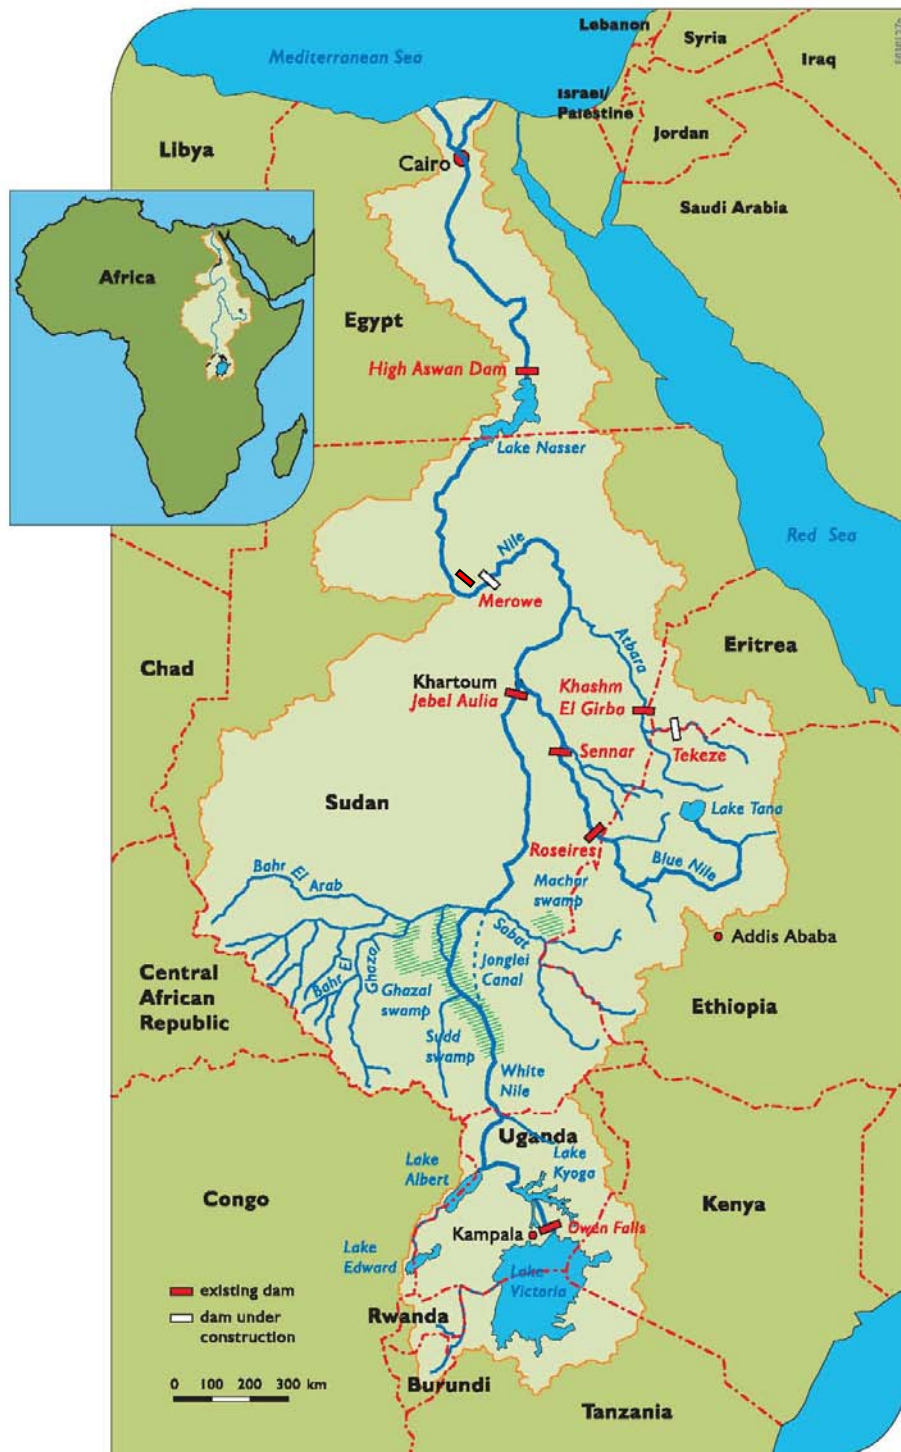 Lebanon
Syria
Iraq
Mediterranean Sea
Israel/
Palestine
Jordan
Libya
Cairo
Saudi Arabia
Africa
Egypt
High Aswan Dam
Lake Nasser
Red Sea
Nile
Merowe
Atbara
Eritrea
Chad
Khartoum
Jebel Aulia
Khashm
El Girba
Sennar
Tekeze
Sudan
Lake Tana
Roseires
Blue Nile
Bahr El Arab
Machar
swamp
Sobat
Addis Ababa
Jonglei
Canal
Bahr El Ghazal
Ghazal
swamp
Central
African
Republic
Ethiopia
Sudd
swamp
White
Nile
Uganda
Lake
Kyoga
Lake
Albert
Congo
Kenya
Kampala
Owen Falls
Lake
Edward
Lake
Victoria
existing dam
dam under
construction
Rwanda
0 100 200 300 km
Burundi
Tanzania